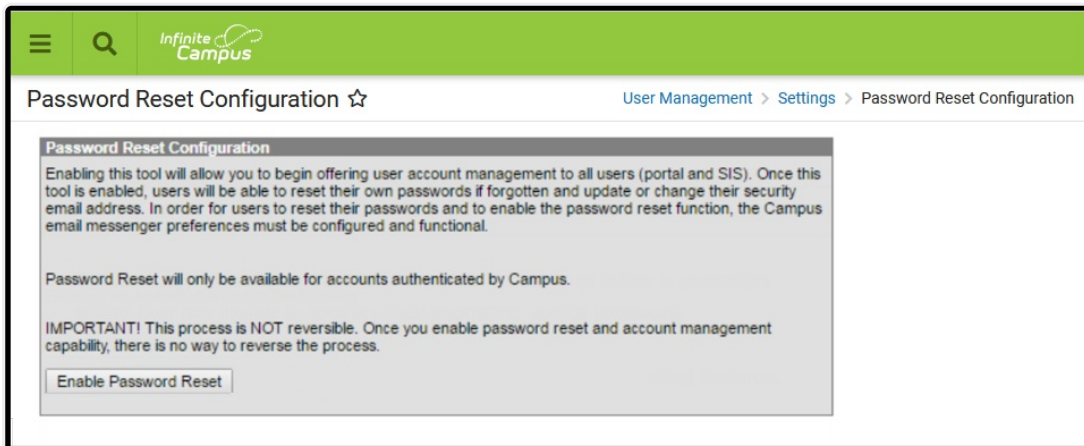 Infinite
Campus
Password Reset Configuration
User Management > Settings > Password Reset Configuration
Password Reset Configuration
Enabling this tool will allow you to begin offering user account management to all users (portal and SIS). Once this
tool is enabled, users will be able to reset their own passwords if forgotten and update or change their security
email address. In order for users to reset their passwords and to enable the password reset function, the Campus
email messenger preferences must be configured and functional.
Password Reset will only be available for accounts authenticated by Campus.
IMPORTANT! This process is NOT reversible. Once you enable password reset and account management
capability, there is no way to reverse the process.
Enable Password Reset